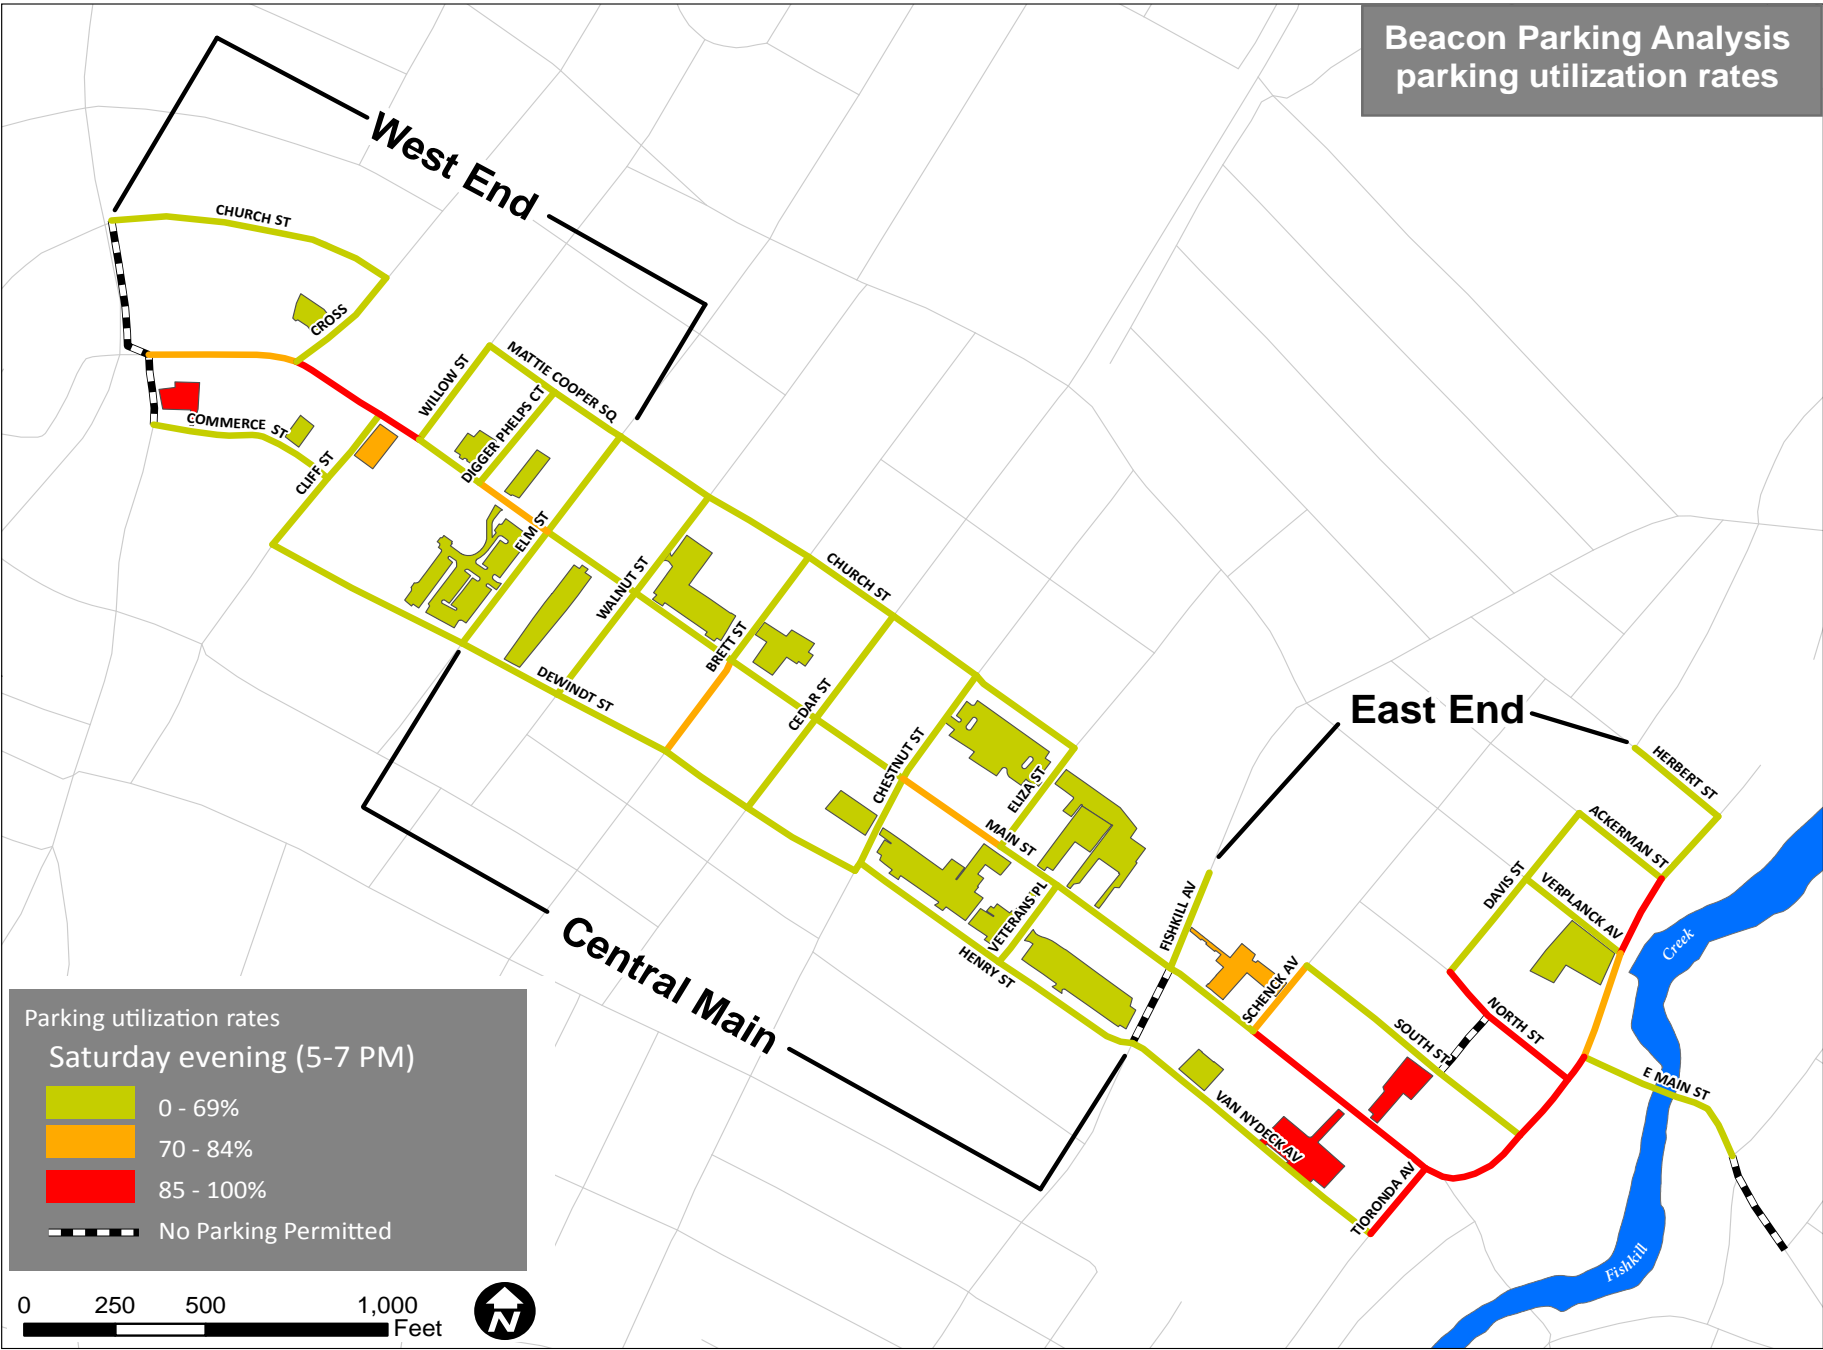 Beacon Parking Analysis
parking utilization rates
West End
CHURCH ST
CROSS
WILLOW ST
MATTIE COOPER SQ
DIGGER PHELPS CT
COMMERCE ST
CLIFF ST
ELM ST
WALNUT ST
CHURCH ST
BRETT ST
DEWINDT ST
CEDAR ST
CHESTNUT ST
ELIZA ST
MAIN ST
East End
HERBERT ST
ACKERMAN ST
DAVIS ST
VERPLANCK AV
VETERANS PL
FISHKILL AV
HENRY ST
Central Main
SCHENCK AV
SOUTH ST
NORTH ST
Creek
E MAIN ST
VAN NYDECK AV
TIORONDA AV
Fishkill
Parking utilization rates
Saturday evening (5-7 PM)
0 - 69%
70 - 84%
85 - 100%
No Parking Permitted
0 250 500 1,000
Feet
N